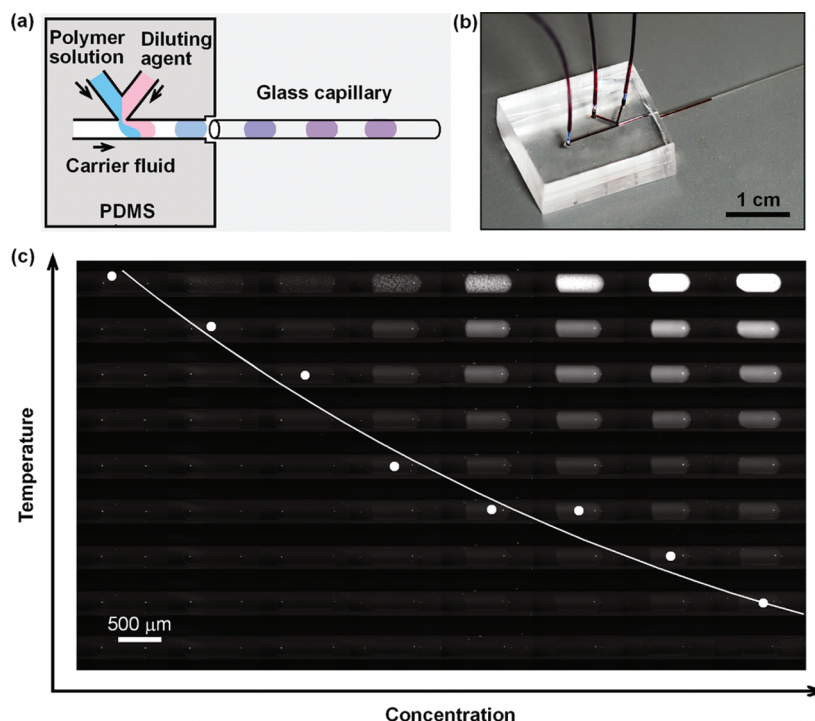 (a)
Polymer
solution
Diluting
agent
Glass capillary
Carrier fluid
PDMS
(b)
1 cm
(c)
Temperature
500 μm
Concentration